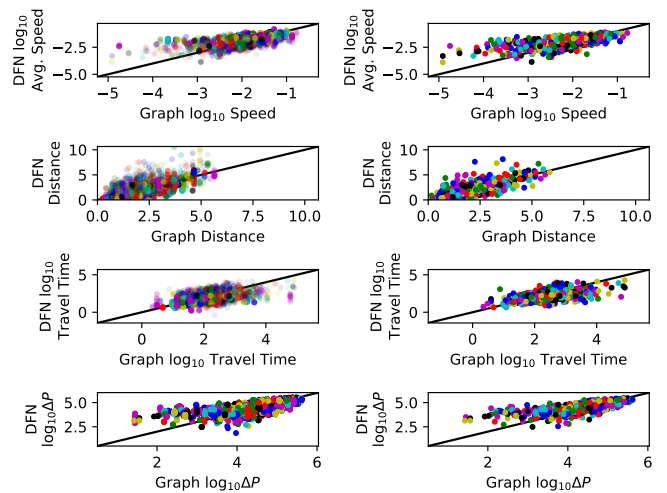 DFN log₁₀
Avg. Speed
−2.5
−5.0
−5 −4 −3 −2 −1
Graph log₁₀ Speed
DFN log₁₀
Avg. Speed
−2.5
−5.0
−5 −4 −3 −2 −1
Graph log₁₀ Speed
DFN
Distance
10
5
0
0.0 2.5 5.0 7.5 10.0
Graph Distance
DFN
Distance
10
5
0
0.0 2.5 5.0 7.5 10.0
Graph Distance
DFN log₁₀
Travel Time
5
0
0 2 4
Graph log₁₀ Travel Time
DFN log₁₀
Travel Time
5
0
0 2 4
Graph log₁₀ Travel Time
DFN
log₁₀ΔP
5.0
2.5
2 4 6
Graph log₁₀ΔP
DFN
log₁₀ΔP
5.0
2.5
2 4 6
Graph log₁₀ΔP